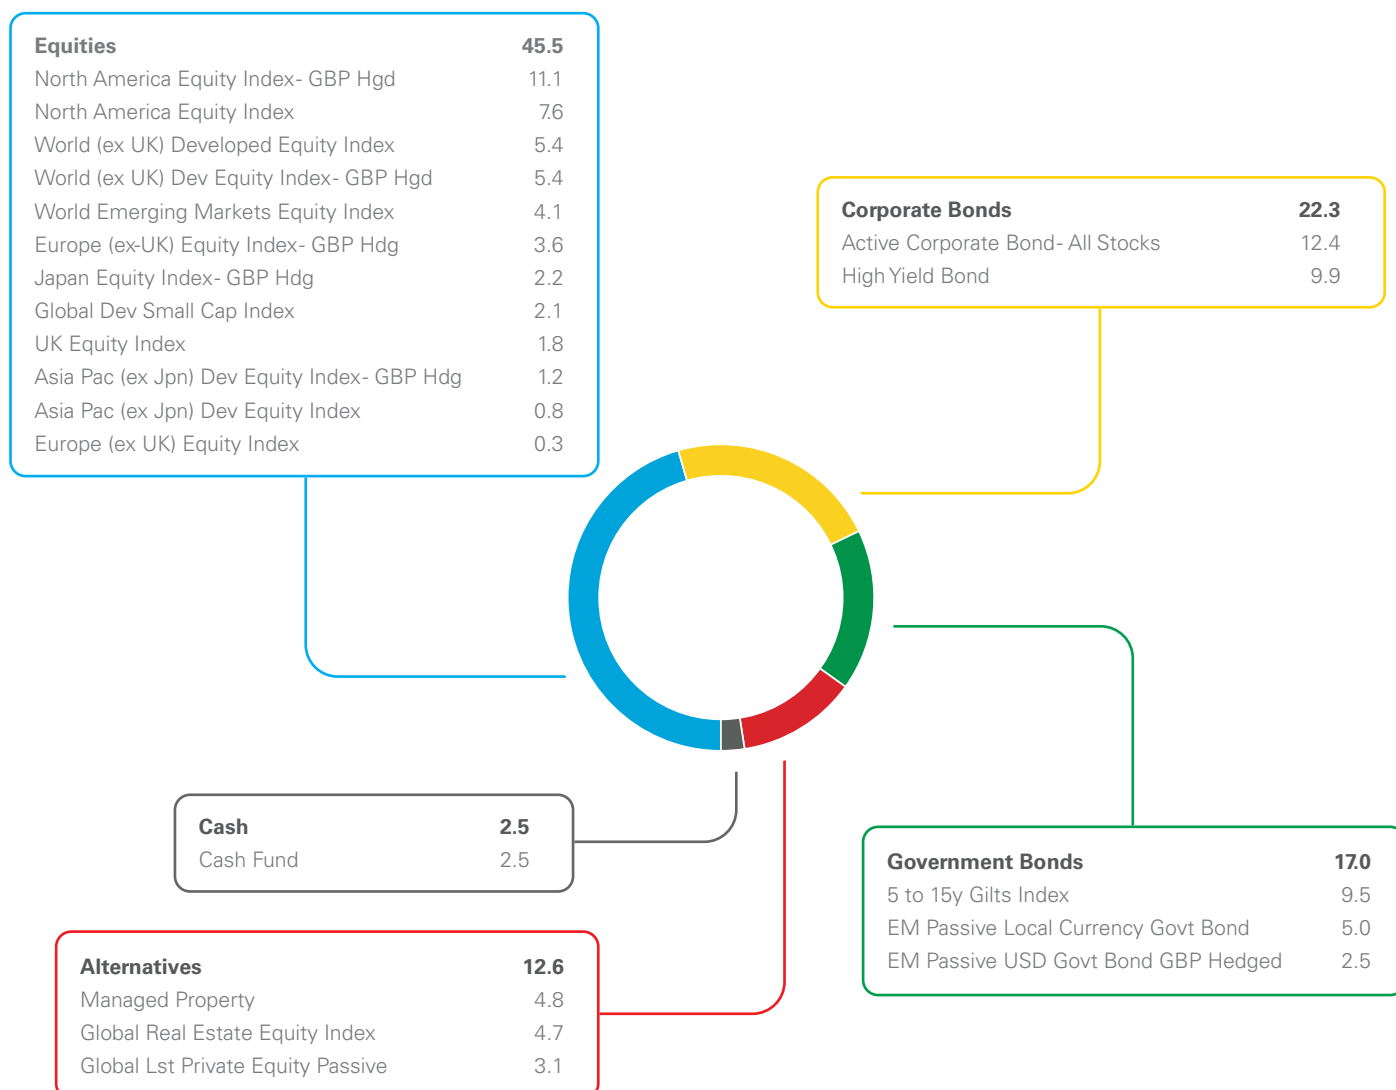 Equities 45.5
North America Equity Index- GBP Hgd 11.1
North America Equity Index 7.6
World (ex UK) Developed Equity Index 5.4
World (ex UK) Dev Equity Index- GBP Hgd 5.4
World Emerging Markets Equity Index 4.1
Europe (ex-UK) Equity Index- GBP Hdg 3.6
Japan Equity Index- GBP Hdg 2.2
Global Dev Small Cap Index 2.1
UK Equity Index 1.8
Asia Pac (ex Jpn) Dev Equity Index- GBP Hdg 1.2
Asia Pac (ex Jpn) Dev Equity Index 0.8
Europe (ex UK) Equity Index 0.3
Corporate Bonds 22.3
Active Corporate Bond- All Stocks 12.4
High Yield Bond 9.9
Cash 2.5
Cash Fund 2.5
Government Bonds 17.0
5 to 15y Gilts Index 9.5
EM Passive Local Currency Govt Bond 5.0
EM Passive USD Govt Bond GBP Hedged 2.5
Alternatives 12.6
Managed Property 4.8
Global Real Estate Equity Index 4.7
Global Lst Private Equity Passive 3.1